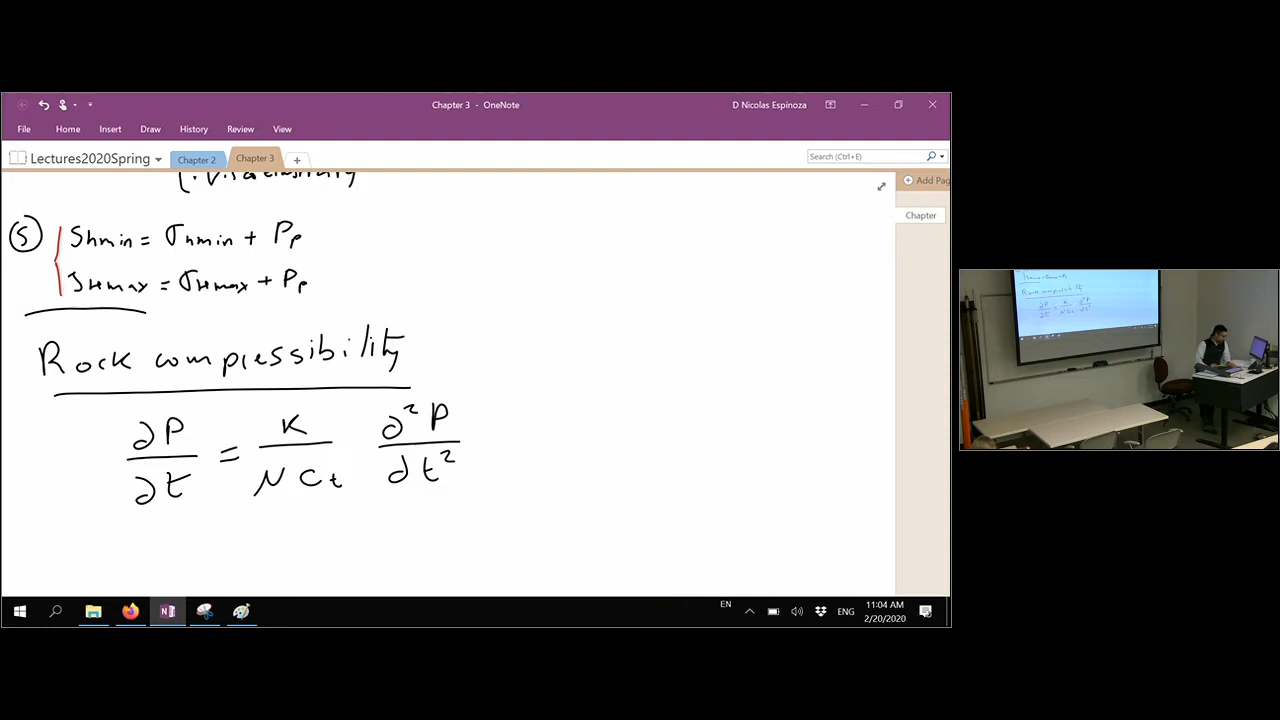 Chapter 3 - OneNote
D Nicolas Espinoza
File Home Insert Draw History Review View
Lectures2020Spring Chapter 2 Chapter 3 +
Search (Ctrl+E)
Add Pag
Chapter
⑤ Shmin = σhmin + Pp
SHmax = σHmax + Pp
Rock compressibility
∂P/∂t = K/(μ Ct) ∂²P/∂t²
EN
ENG
11:04 AM
2/20/2020